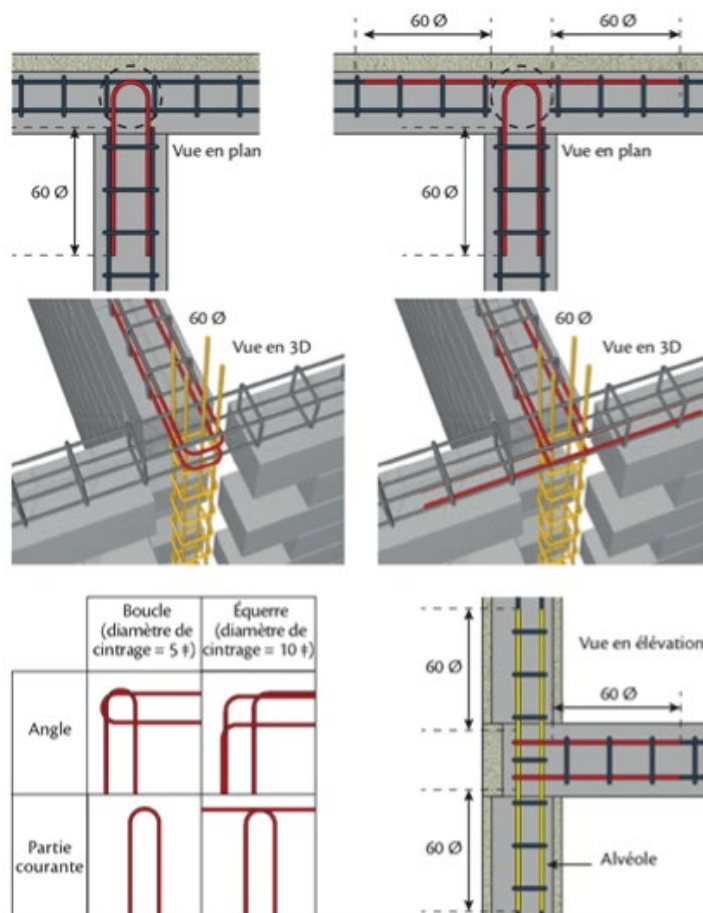 60 Ø
60 Ø
60 Ø
Vue en plan
60 Ø
Vue en plan
60 Ø
Vue en 3D
60 Ø
Vue en 3D
Boucle
(diamètre de
cintrage = 5 ǂ)
Équerre
(diamètre de
cintrage = 10 ǂ)
Angle
Partie
courante
60 Ø
Vue en élévation
60 Ø
60 Ø
Alvéole